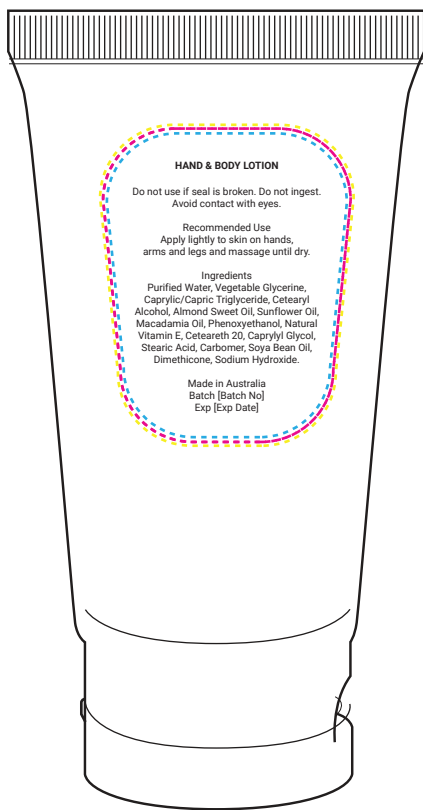 HAND & BODY LOTION
Do not use if seal is broken. Do not ingest.
Avoid contact with eyes.
Recommended Use
Apply lightly to skin on hands,
arms and legs and massage until dry.
Ingredients
Purified Water, Vegetable Glycerine,
Caprylic/Capric Triglyceride, Cetearyl
Alcohol, Almond Sweet Oil, Sunflower Oil,
Macadamia Oil, Phenoxyethanol, Natural
Vitamin E, Ceteareth 20, Caprylyl Glycol,
Stearic Acid, Carbomer, Soya Bean Oil,
Dimethicone, Sodium Hydroxide.
Made in Australia
Batch [Batch No]
Exp [Exp Date]